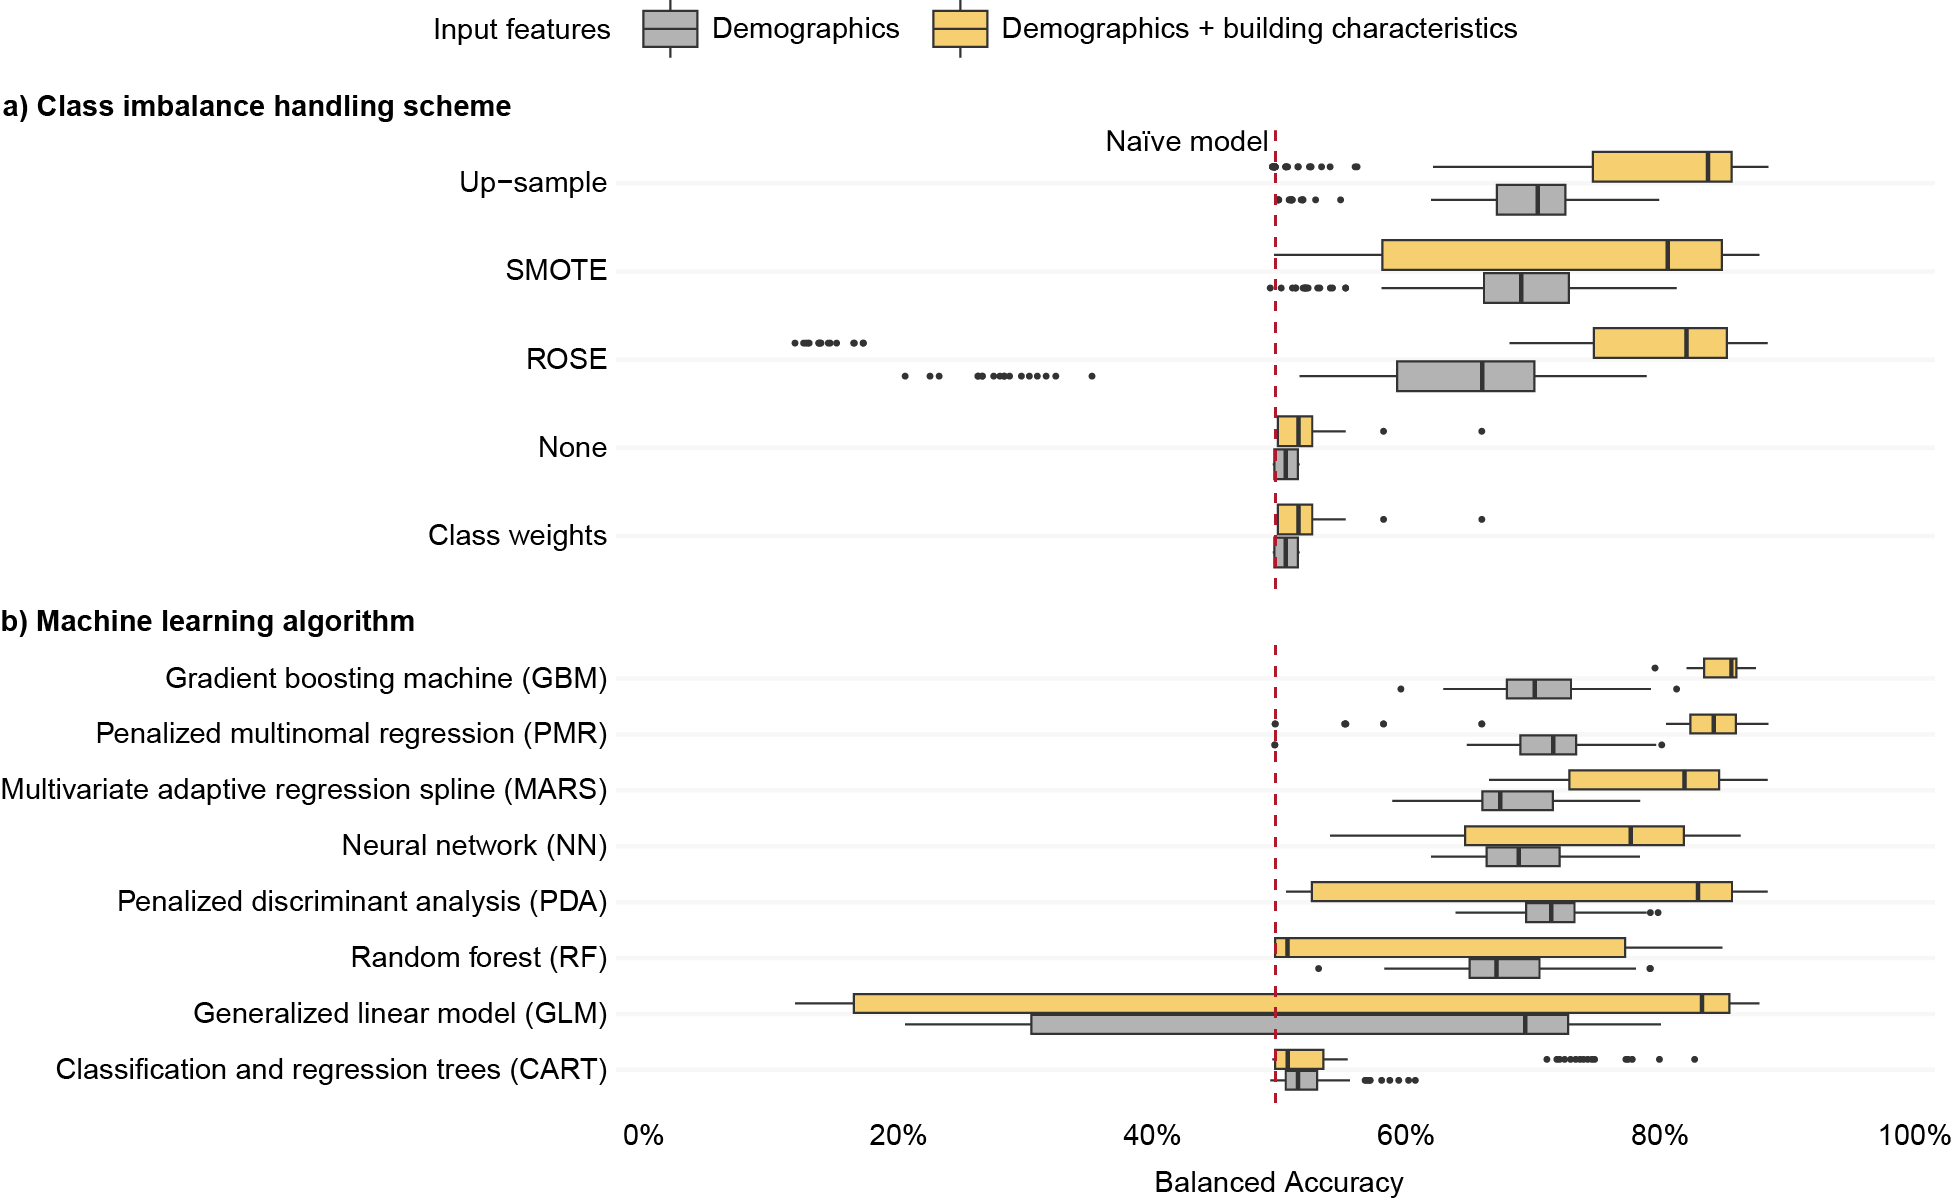 Input features Demographics Demographics + building characteristics
a) Class imbalance handling scheme
Naïve model
Up−sample
SMOTE
ROSE
None
Class weights
b) Machine learning algorithm
Gradient boosting machine (GBM)
Penalized multinomal regression (PMR)
Multivariate adaptive regression spline (MARS)
Neural network (NN)
Penalized discriminant analysis (PDA)
Random forest (RF)
Generalized linear model (GLM)
Classification and regression trees (CART)
0% 20% 40% 60% 80% 100%
Balanced Accuracy